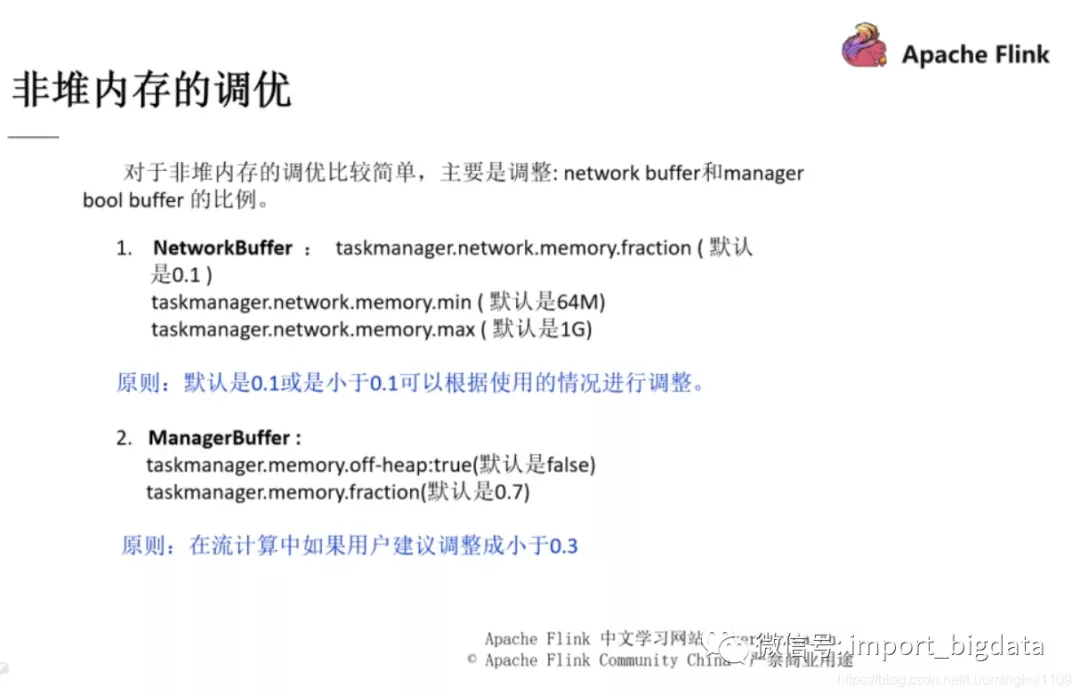 Apache Flink
非堆内存的调优
对于非堆内存的调优比较简单，主要是调整: network buffer和manager
bool buffer 的比例。
1. NetworkBuffer ： taskmanager.network.memory.fraction ( 默认
是0.1 )
taskmanager.network.memory.min ( 默认是64M)
taskmanager.network.memory.max ( 默认是1G)
原则：默认是0.1或是小于0.1可以根据使用的情况进行调整。
2. ManagerBuffer :
taskmanager.memory.off-heap:true(默认是false)
taskmanager.memory.fraction(默认是0.7)
原则：在流计算中如果用户建议调整成小于0.3
Apache Flink 中文学习网站
微信号: import_bigdata
© Apache Flink Community China 严禁商业用途
https://blog.csdn.net/Luomingkui1109